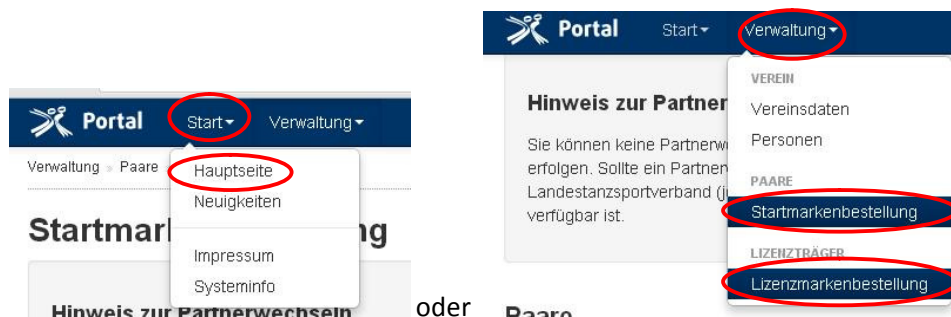 Portal Start Verwaltung
Verwaltung » Paare
Hauptseite
Neuigkeiten
Impressum
Systeminfo
Startmar ng
Hinweis zur Partnerwechseln
oder
Portal Start Verwaltung
Hinweis zur Partner
Sie können keine Partnerw
erfolgen. Sollte ein Partner
Landestanzsportverband (j
verfügbar ist.
VEREIN
Vereinsdaten
Personen
PAARE
Startmarkenbestellung
LIZENZTRÄGER
Lizenzmarkenbestellung
Paare